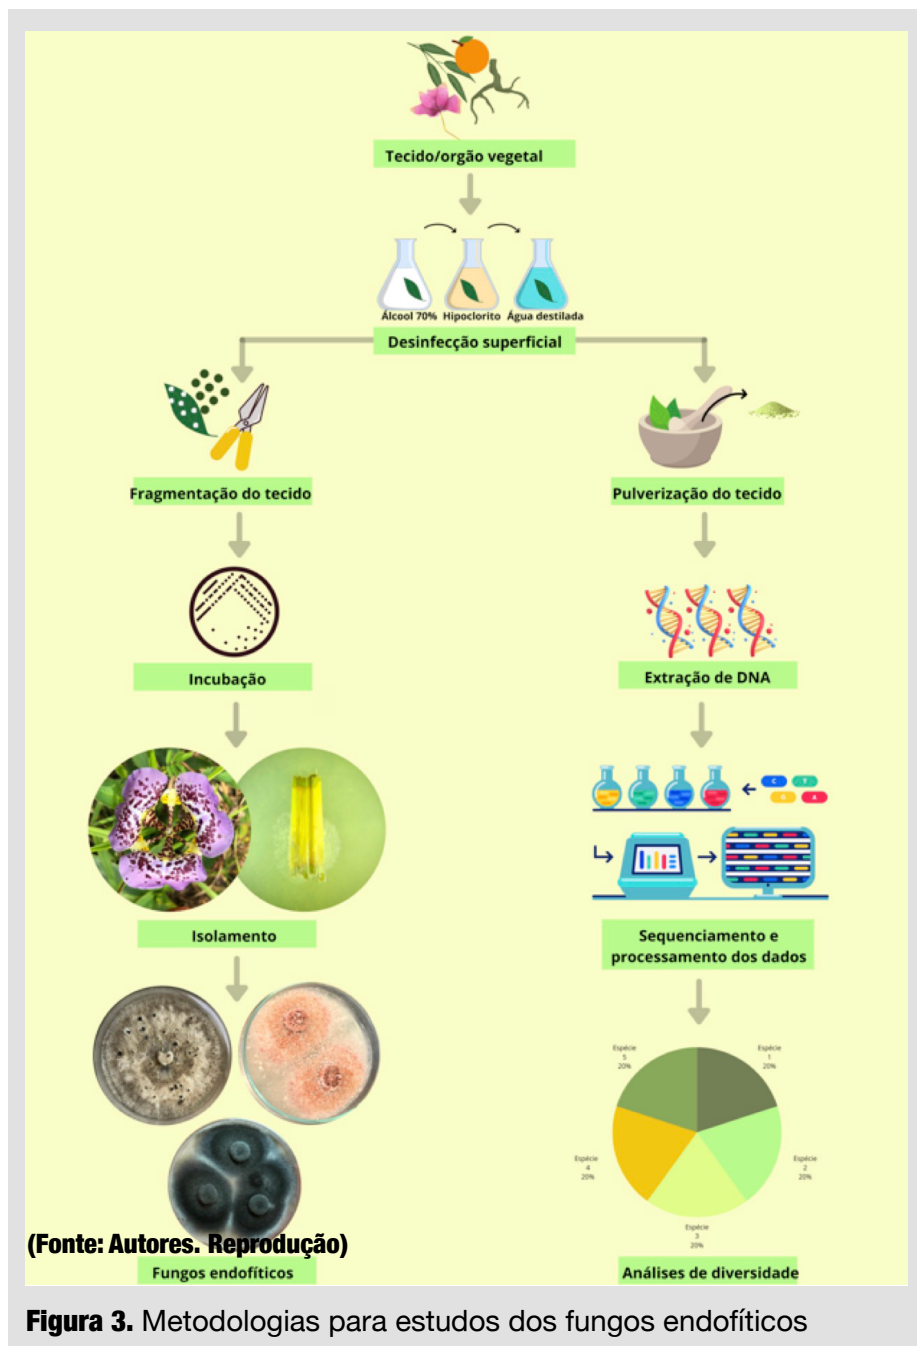 Tecido/orgão vegetal
Álcool 70% Hipoclorito Água destilada
Desinfecção superficial
Fragmentação do tecido
Pulverização do tecido
Incubação
Extração de DNA
C T
G A
Isolamento
Sequenciamento e
processamento dos dados
Espécie
5
20%
Espécie
1
20%
Espécie
4
20%
Espécie
2
20%
Espécie
3
20%
(Fonte: Autores. Reprodução)
Fungos endofíticos
Análises de diversidade
Figura 3. Metodologias para estudos dos fungos endofíticos